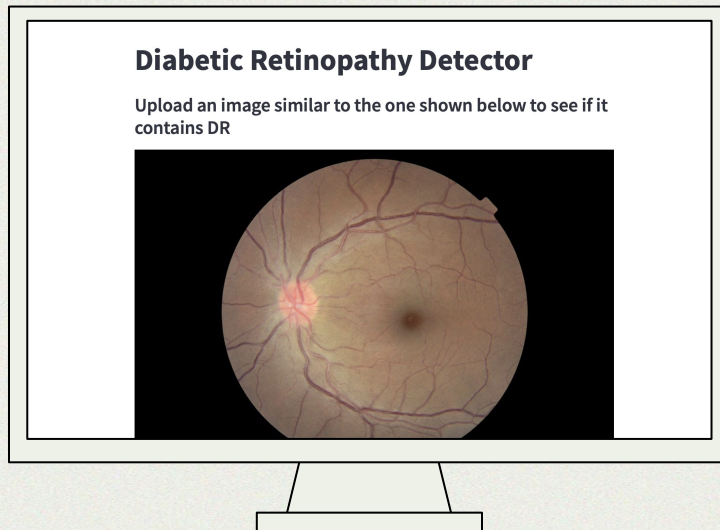 Diabetic Retinopathy Detector
Upload an image similar to the one shown below to see if it
contains DR